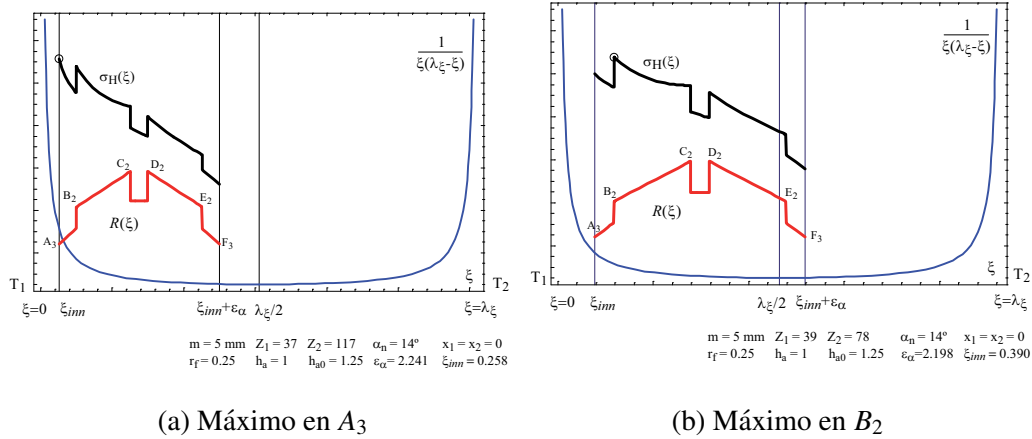 1
ξ(λξ-ξ)
σH(ξ)
C2
D2
B2
E2
R(ξ)
A3
F3
ξ
T1
T2
ξ=0
ξinn
ξinn+εα
λξ/2
ξ=λξ
m = 5 mm Z1 = 37 Z2 = 117 αn = 14º x1 = x2 = 0
rf = 0.25 ha = 1 ha0 = 1.25 εα= 2.241 ξinn = 0.258
(a) Máximo en A3
1
ξ(λξ-ξ)
σH(ξ)
C2
D2
B2
E2
R(ξ)
A3
F3
ξ
T1
T2
ξ=0
ξinn
λξ/2
ξinn+εα
ξ=λξ
m = 5 mm Z1 = 39 Z2 = 78 αn = 14º x1 = x2 = 0
rf = 0.25 ha = 1 ha0 = 1.25 εα=2.198 ξinn = 0.390
(b) Máximo en B2